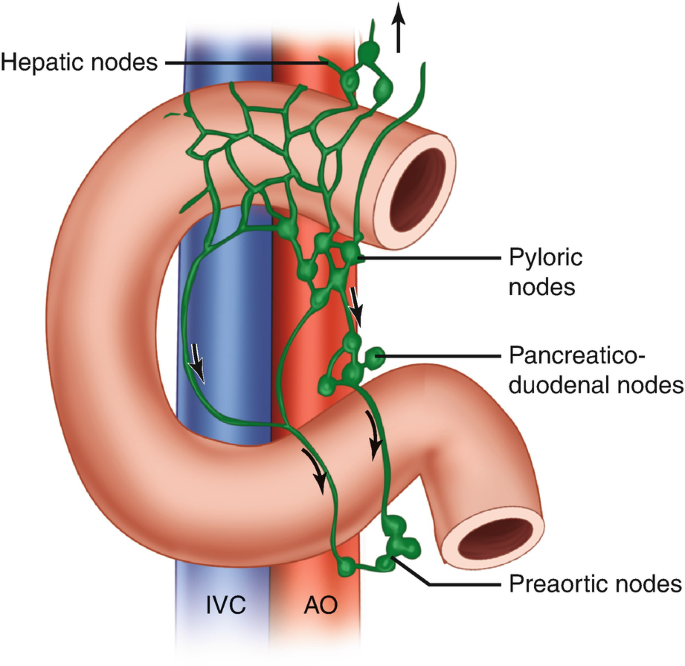 Hepatic nodes
Pyloric
nodes
Pancreatico-
duodenal nodes
Preaortic nodes
IVC
AO